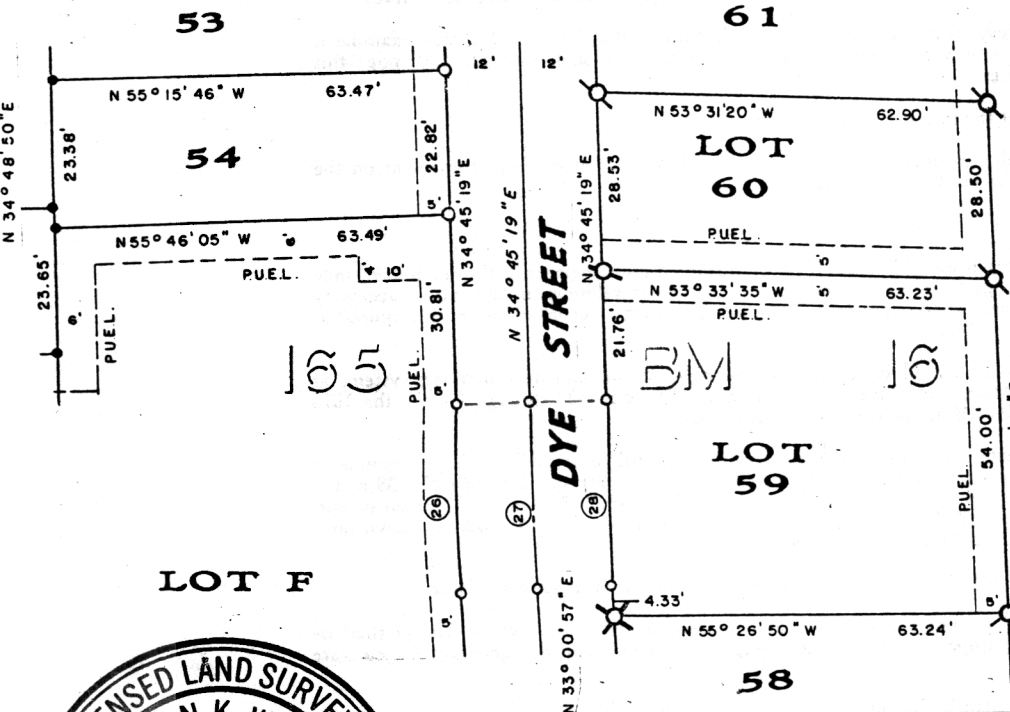 53
61
12'
12'
N 34° 48' 50" E
N 55° 15' 46" W
63.47'
23.38'
54
22.82'
5'
N 34° 45' 19" E
N 34° 45' 19" E
N 53° 31' 20" W
62.90'
LOT
60
28.53'
N 34° 45' 19" E
28.50'
P.U.E.L.
5'
N 55° 46' 05" W
6'
63.49'
P.U.E.L.
4'
10'
23.65'
6'
P.U.E.L.
30.81'
P.U.E.L.
6'
165
DYE STREET
N 53° 33' 35" W
5'
63.23'
P.U.E.L.
21.76'
BM
16
LOT
59
54.00'
P.U.E.L.
26
27
28
LOT F
5'
N 33° 00' 57" E
4.33'
N 55° 26' 50" W
63.24'
58
ENSED LAND SURVE
N K W